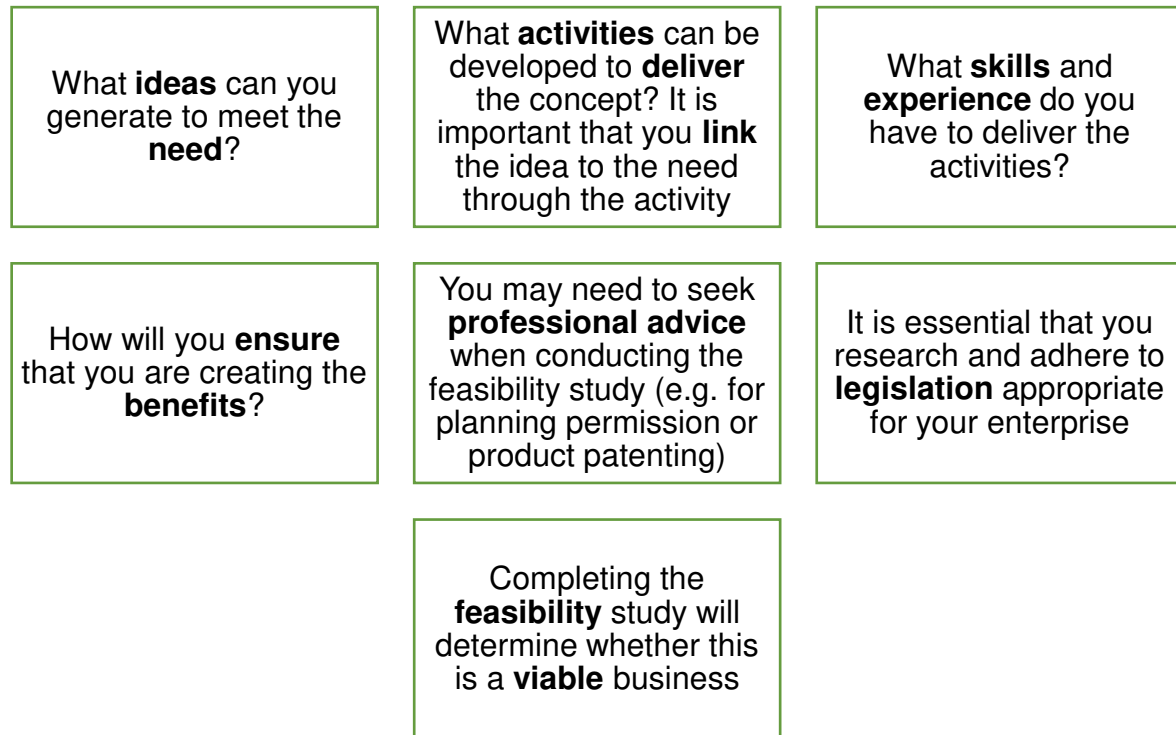 What ideas can you
generate to meet the
need?
What activities can be
developed to deliver
the concept? It is
important that you link
the idea to the need
through the activity
What skills and
experience do you
have to deliver the
activities?
How will you ensure
that you are creating the
benefits?
You may need to seek
professional advice
when conducting the
feasibility study (e.g. for
planning permission or
product patenting)
It is essential that you
research and adhere to
legislation appropriate
for your enterprise
Completing the
feasibility study will
determine whether this
is a viable business